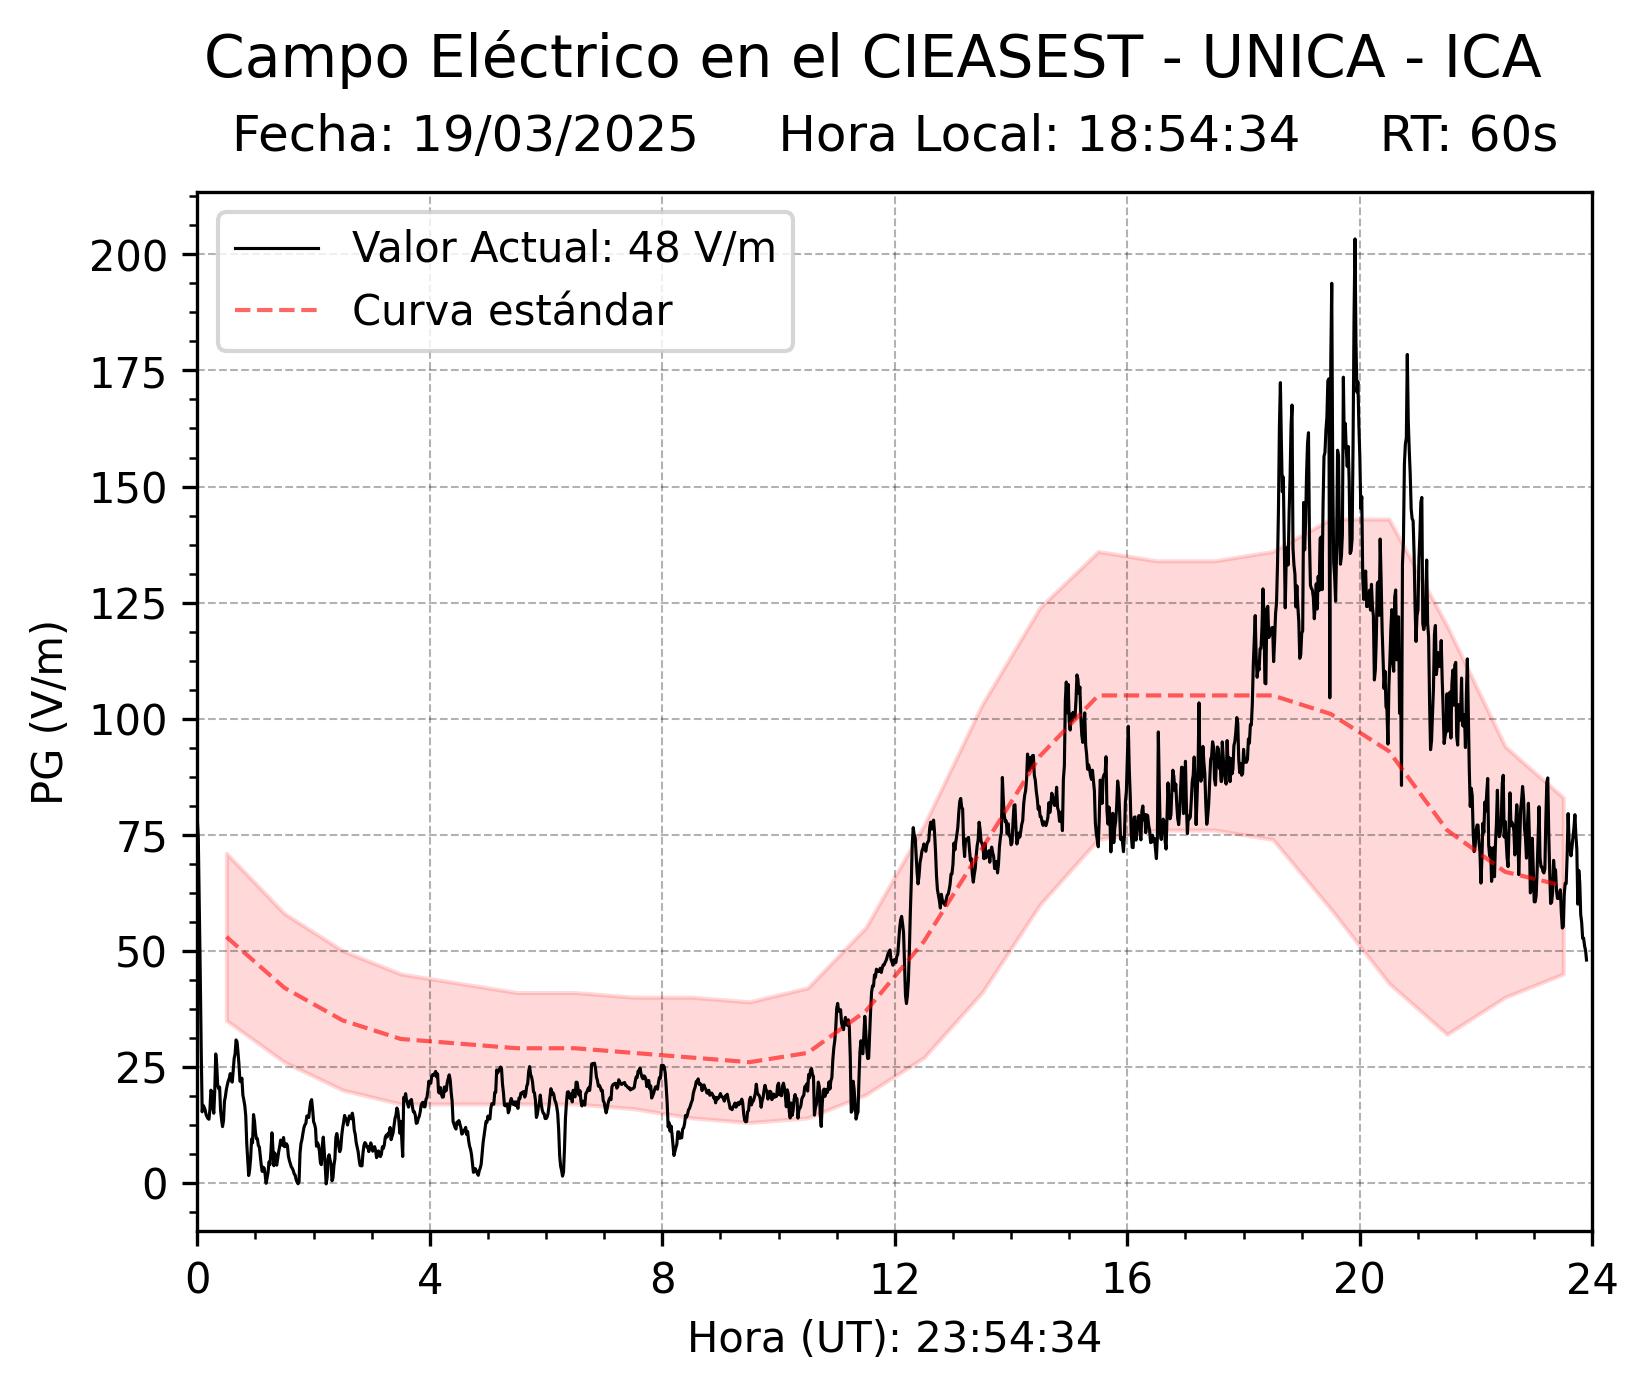 Campo Eléctrico en el CIEASEST - UNICA - ICA
Fecha: 19/03/2025 Hora Local: 18:54:34 RT: 60s
Valor Actual: 48 V/m
Curva estándar
PG (V/m)
200
175
150
125
100
75
50
25
0
0 4 8 12 16 20 24
Hora (UT): 23:54:34